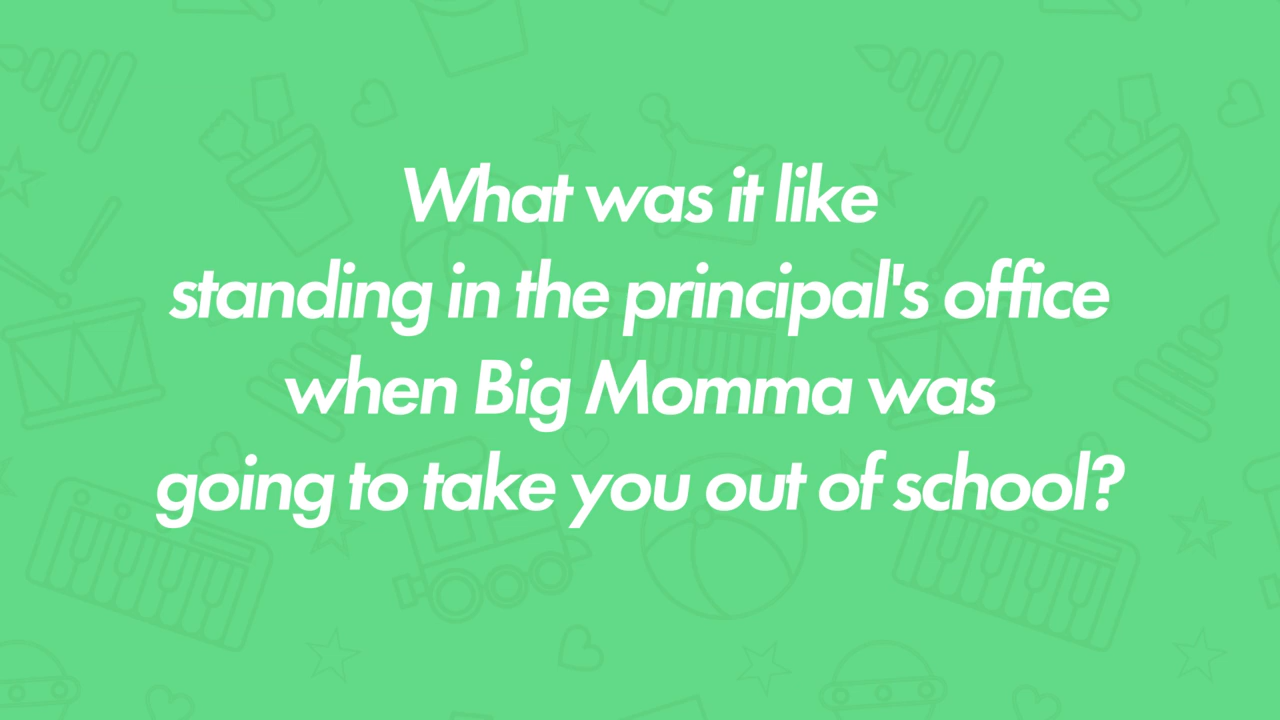 What was it like
standing in the principal's office
when Big Momma was
going to take you out of school?